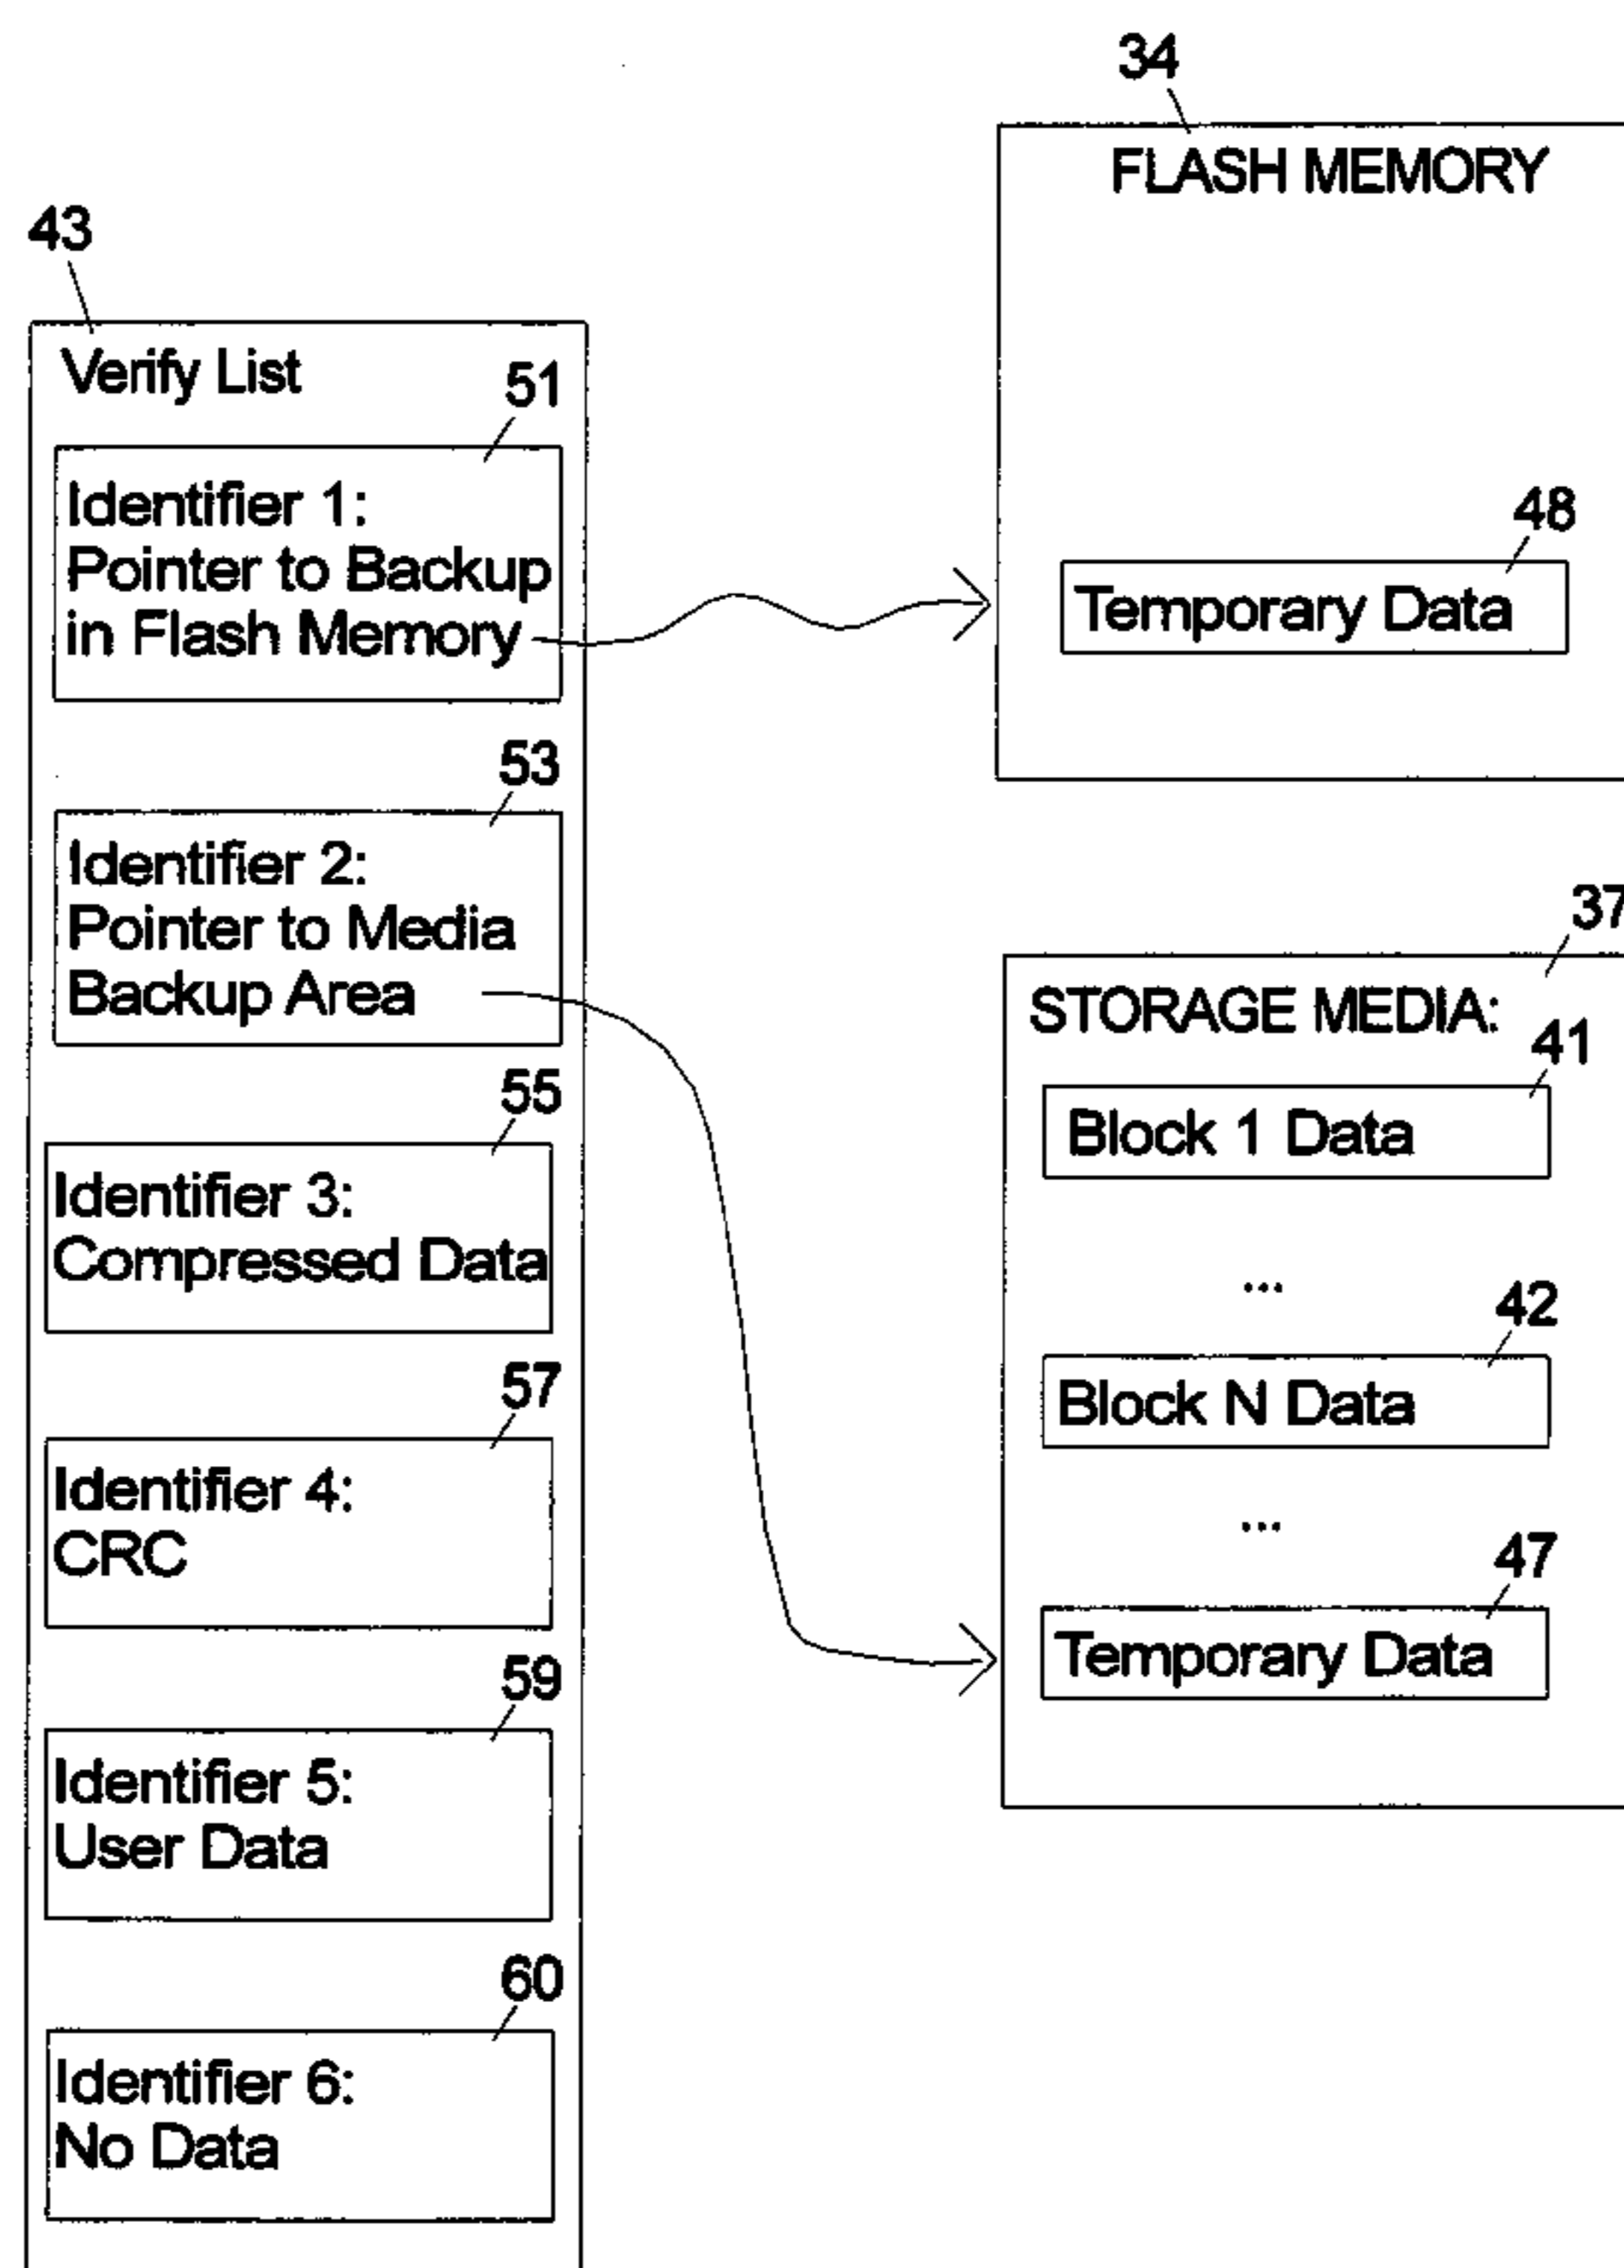 43
Verify List
51
Identifier 1:
Pointer to Backup
in Flash Memory
53
Identifier 2:
Pointer to Media
Backup Area
55
Identifier 3:
Compressed Data
57
Identifier 4:
CRC
59
Identifier 5:
User Data
60
Identifier 6:
No Data
34
FLASH MEMORY
48
Temporary Data
37
STORAGE MEDIA:
41
Block 1 Data
...
42
Block N Data
...
47
Temporary Data